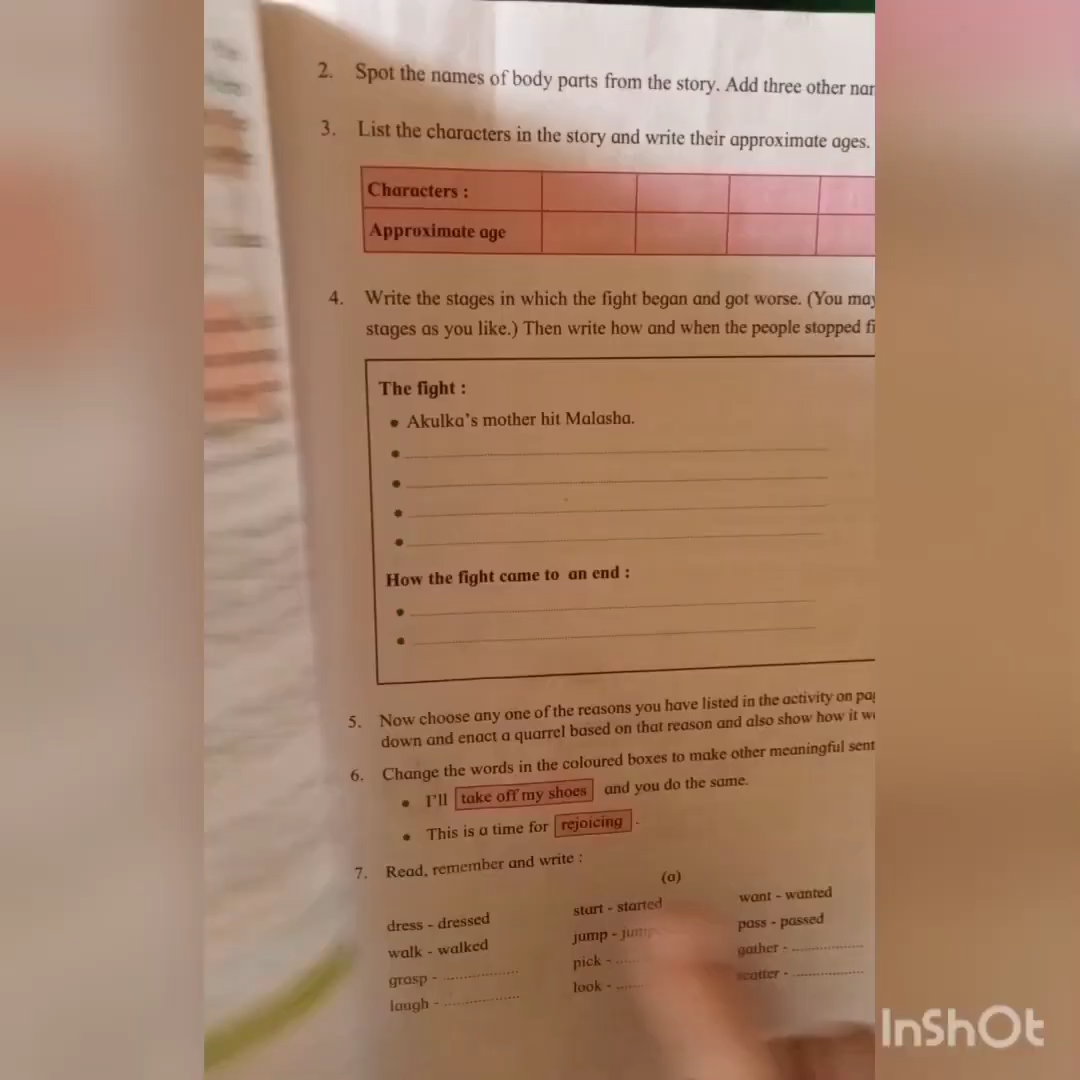 2. Spot the names of body parts from the story. Add three other
3. List the characters in the story and write their approximate ages.
Characters :
Approximate age
4. Write the stages in which the fight began and got worse. (You may
stages as you like.) Then write how and when the people stopped
The fight :
• Akulka's mother hit Malasha.
•
•
•
•
How the fight came to an end :
•
•
5. Now choose any one of the reasons you have listed in the activity on
down and enact a quarrel based on that reason and also show how it
6. Change the words in the coloured boxes to make other meaningful
• I'll take off my shoes and you do the same.
• This is a time for rejoicing .
7. Read, remember and write :
(a)
dress - dressed start - started want - wanted
walk - walked jump - pass - passed
grasp - .................. pick - ...... gather - ..................
laugh - .................. look - ....... scatter - ..................
InShOt